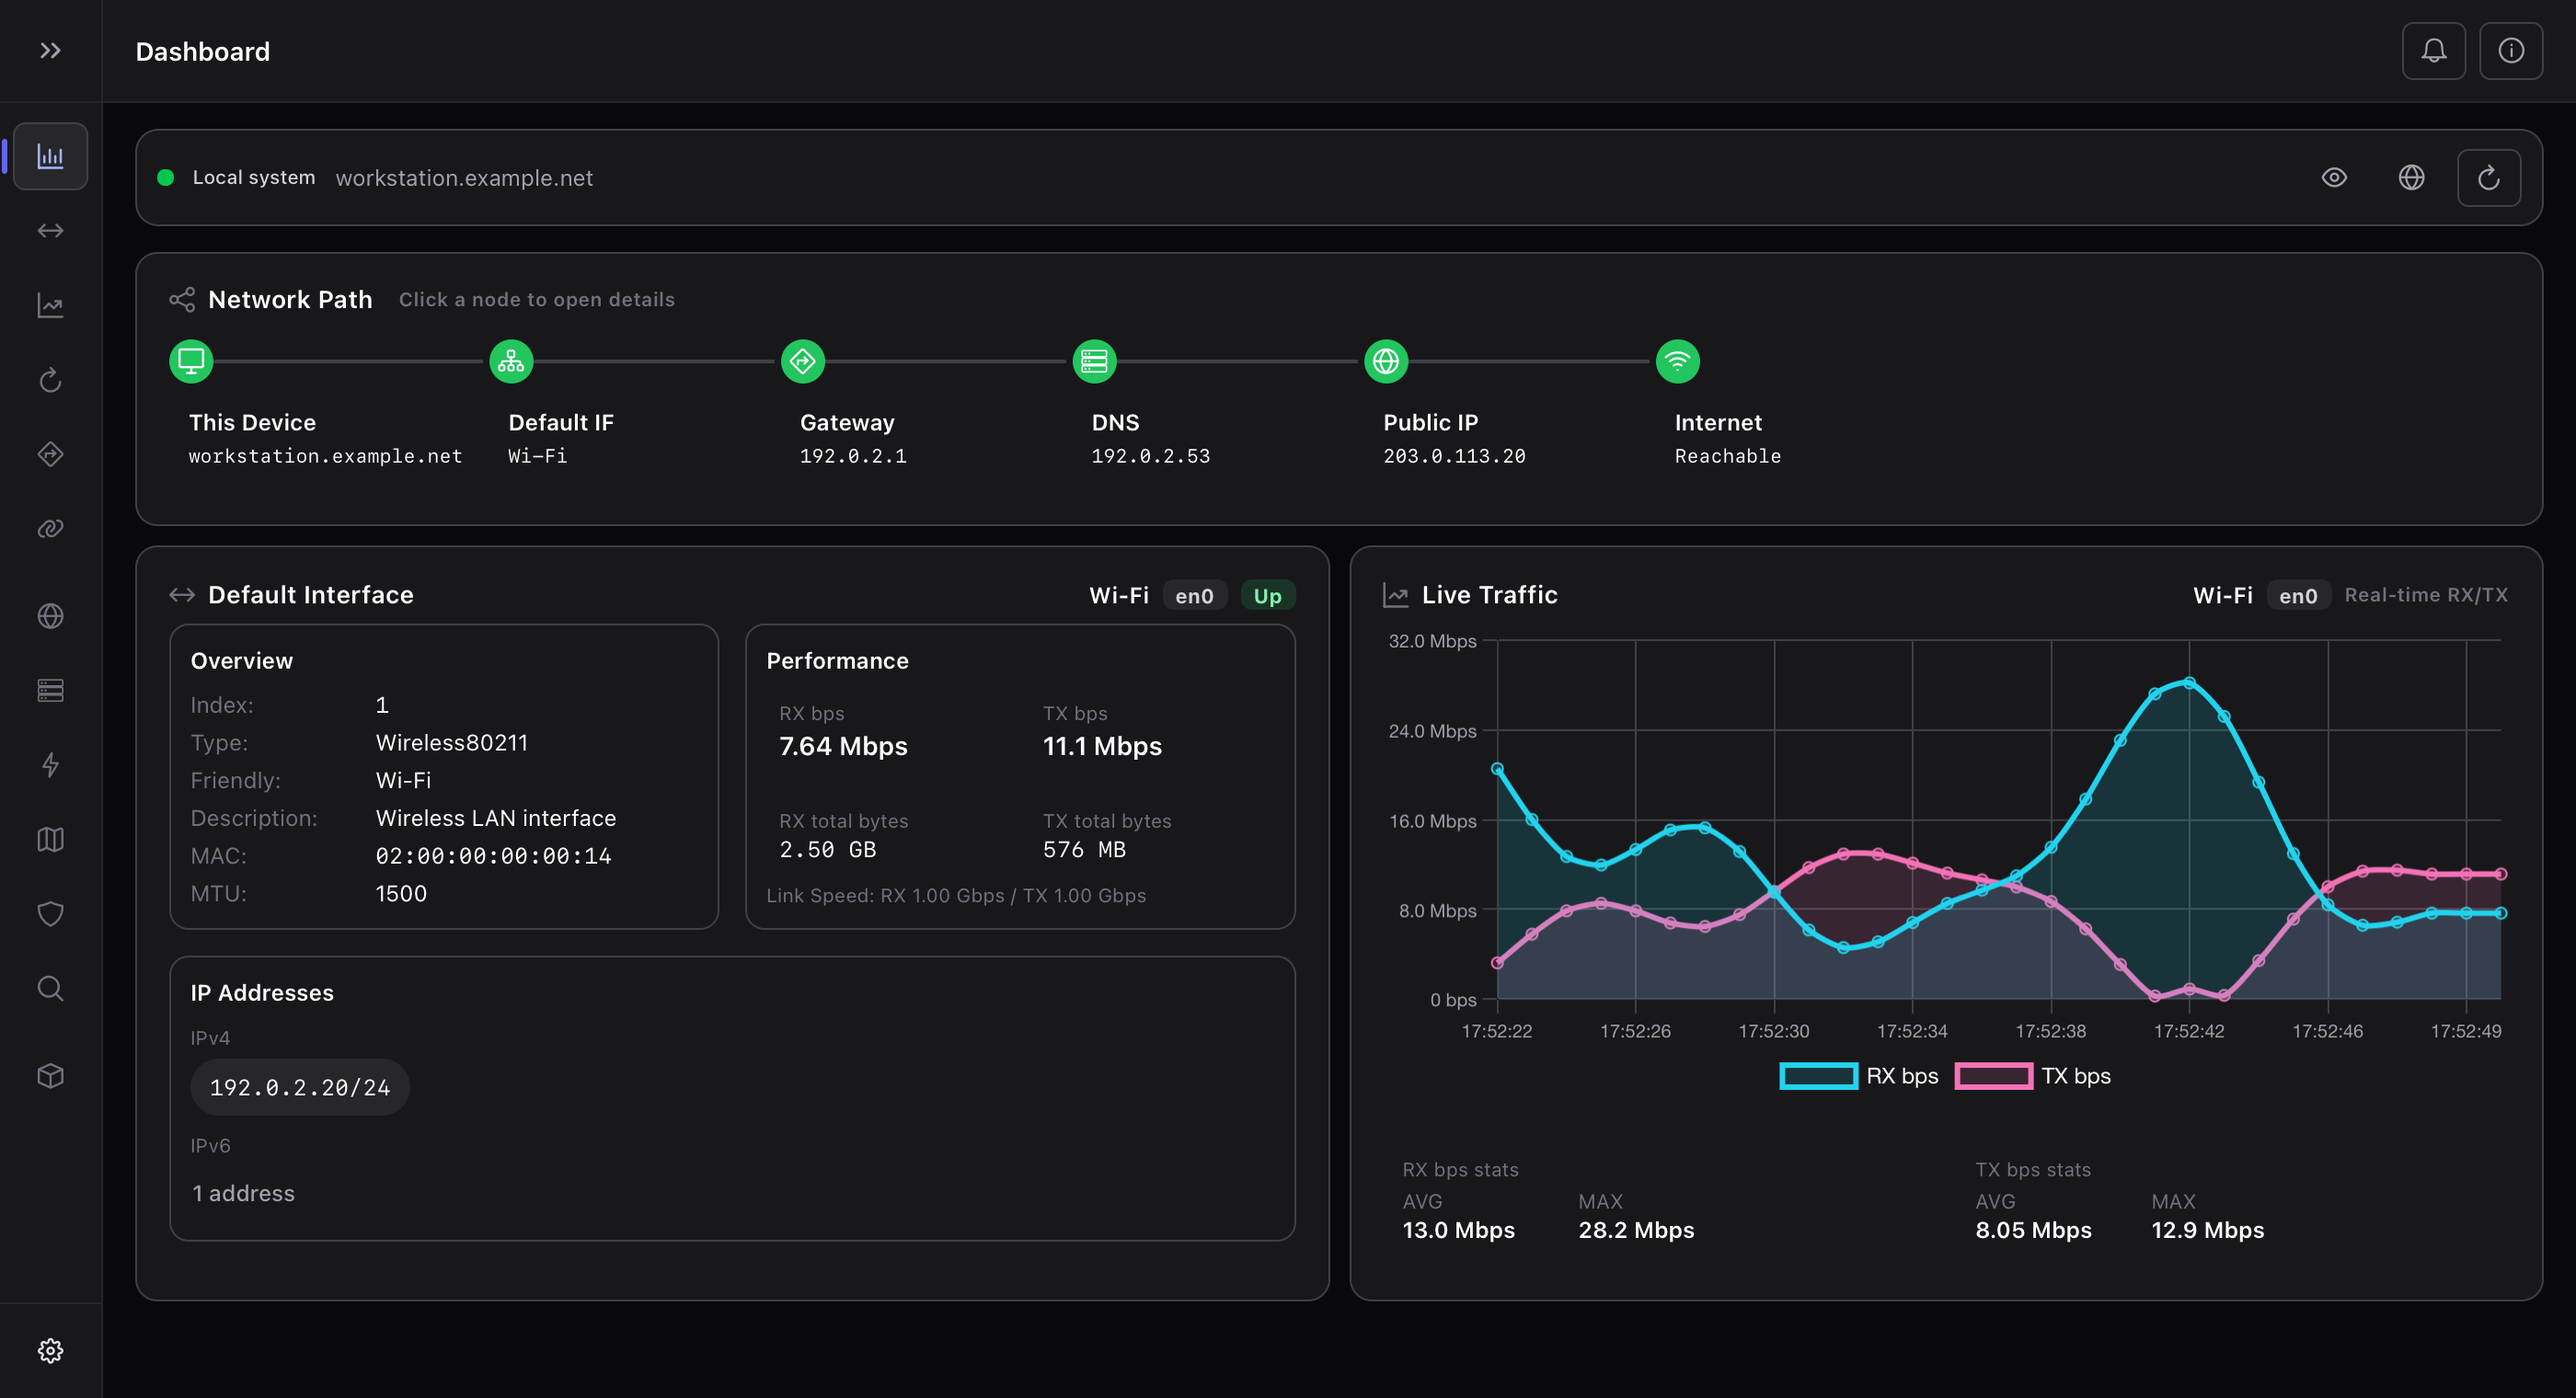 Dashboard
Local system workstation.example.net
Network Path Click a node to open details
This Device Default IF Gateway DNS Public IP Internet
workstation.example.net Wi-Fi 192.0.2.1 192.0.2.53 203.0.113.20 Reachable
Default Interface Wi-Fi en0 Up
Overview
Index: 1
Type: Wireless80211
Friendly: Wi-Fi
Description: Wireless LAN interface
MAC: 02:00:00:00:00:14
MTU: 1500
Performance
RX bps TX bps
7.64 Mbps 11.1 Mbps
RX total bytes TX total bytes
2.50 GB 576 MB
Link Speed: RX 1.00 Gbps / TX 1.00 Gbps
IP Addresses
IPv4
192.0.2.20/24
IPv6
1 address
Live Traffic Wi-Fi en0 Real-time RX/TX
32.0 Mbps
24.0 Mbps
16.0 Mbps
8.0 Mbps
0 bps
17:52:22 17:52:26 17:52:30 17:52:34 17:52:38 17:52:42 17:52:46 17:52:49
RX bps TX bps
RX bps stats TX bps stats
AVG MAX AVG MAX
13.0 Mbps 28.2 Mbps 8.05 Mbps 12.9 Mbps